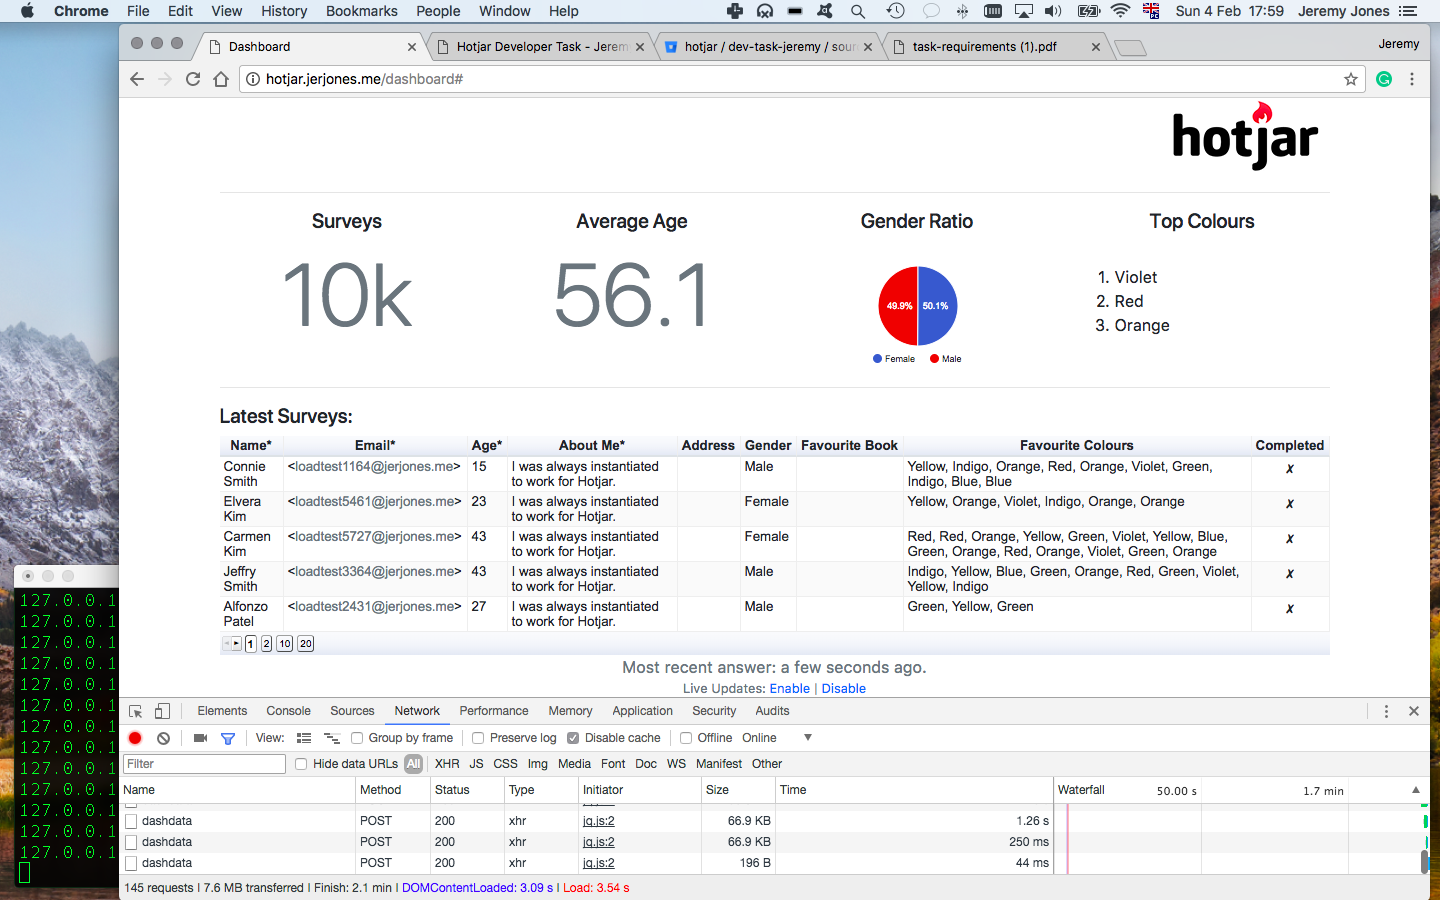 Chrome File Edit View History Bookmarks People Window Help Sun 4 Feb 17:59 Jeremy Jones
Dashboard Hotjar Developer Task - Jerem hotjar / dev-task-jeremy / sour task-requirements (1).pdf Jeremy
hotjar.jerjones.me/dashboard#
hotjar
Surveys Average Age Gender Ratio Top Colours
10k 56.1
49.9% 50.1%
Female Male
1. Violet
2. Red
3. Orange
Latest Surveys:
Name* Email* Age* About Me* Address Gender Favourite Book Favourite Colours Completed
Connie Smith <loadtest1164@jerjones.me> 15 I was always instantiated to work for Hotjar. Male Yellow, Indigo, Orange, Red, Orange, Violet, Green, Indigo, Blue, Blue ✗
Elvera Kim <loadtest5461@jerjones.me> 23 I was always instantiated to work for Hotjar. Female Yellow, Orange, Violet, Indigo, Orange, Orange ✗
Carmen Kim <loadtest5727@jerjones.me> 43 I was always instantiated to work for Hotjar. Female Red, Red, Orange, Yellow, Green, Violet, Yellow, Blue, Green, Orange, Red, Orange, Violet, Green, Orange ✗
Jeffry Smith <loadtest3364@jerjones.me> 43 I was always instantiated to work for Hotjar. Male Indigo, Yellow, Blue, Green, Orange, Red, Green, Violet, Yellow, Indigo ✗
Alfonzo Patel <loadtest2431@jerjones.me> 27 I was always instantiated to work for Hotjar. Male Green, Yellow, Green ✗
1 2 10 20
Most recent answer: a few seconds ago.
Live Updates: Enable | Disable
127.0.0.1
127.0.0.1
127.0.0.1
127.0.0.1
127.0.0.1
127.0.0.1
127.0.0.1
127.0.0.1
127.0.0.1
127.0.0.1
127.0.0.1
127.0.0.1
127.0.0.1
Elements Console Sources Network Performance Memory Application Security Audits
View: Group by frame Preserve log Disable cache Offline Online
Filter Hide data URLs All XHR JS CSS Img Media Font Doc WS Manifest Other
Name Method Status Type Initiator Size Time Waterfall 50.00 s 1.7 min
dashdata POST 200 xhr jq.js:2 66.9 KB 1.26 s
dashdata POST 200 xhr jq.js:2 66.9 KB 250 ms
dashdata POST 200 xhr jq.js:2 196 B 44 ms
145 requests | 7.6 MB transferred | Finish: 2.1 min | DOMContentLoaded: 3.09 s | Load: 3.54 s